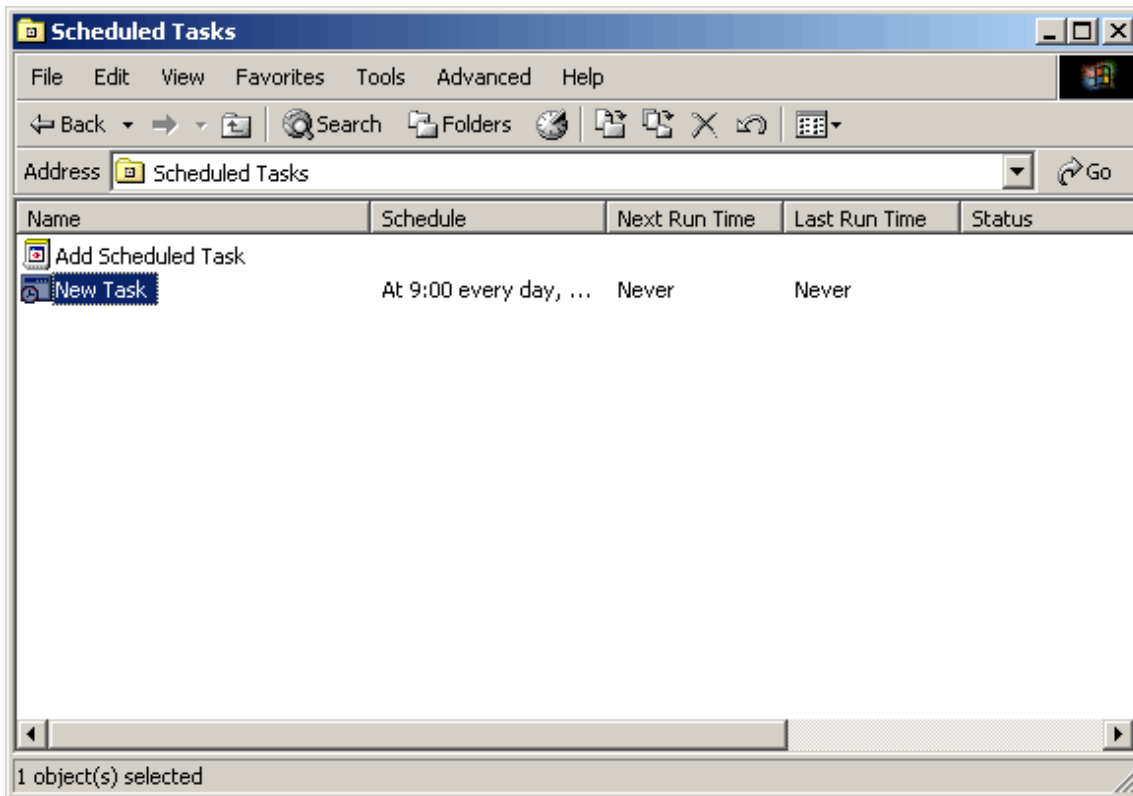 Scheduled Tasks
File Edit View Favorites Tools Advanced Help
Back Search Folders
Address Scheduled Tasks Go
Name Schedule Next Run Time Last Run Time Status
Add Scheduled Task
New Task At 9:00 every day, ... Never Never
1 object(s) selected